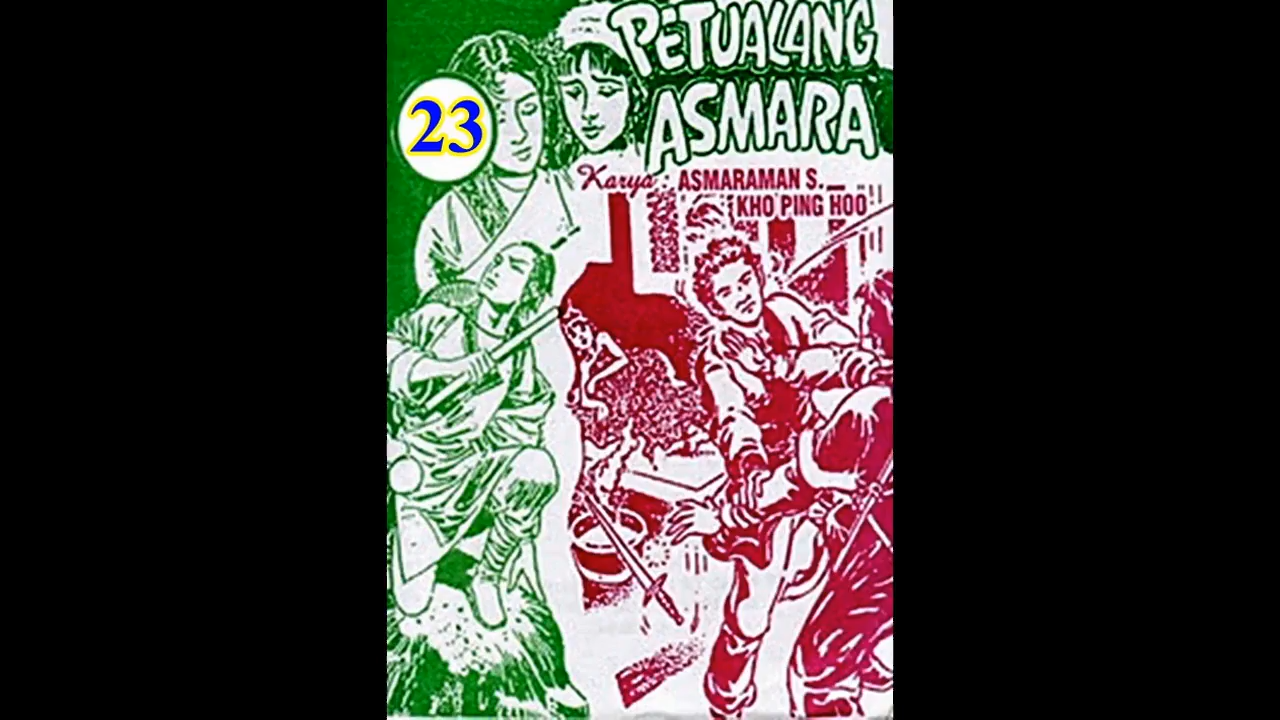 PETUALANG
ASMARA
23
Karya : ASMARAMAN S.
KHO PING HOO